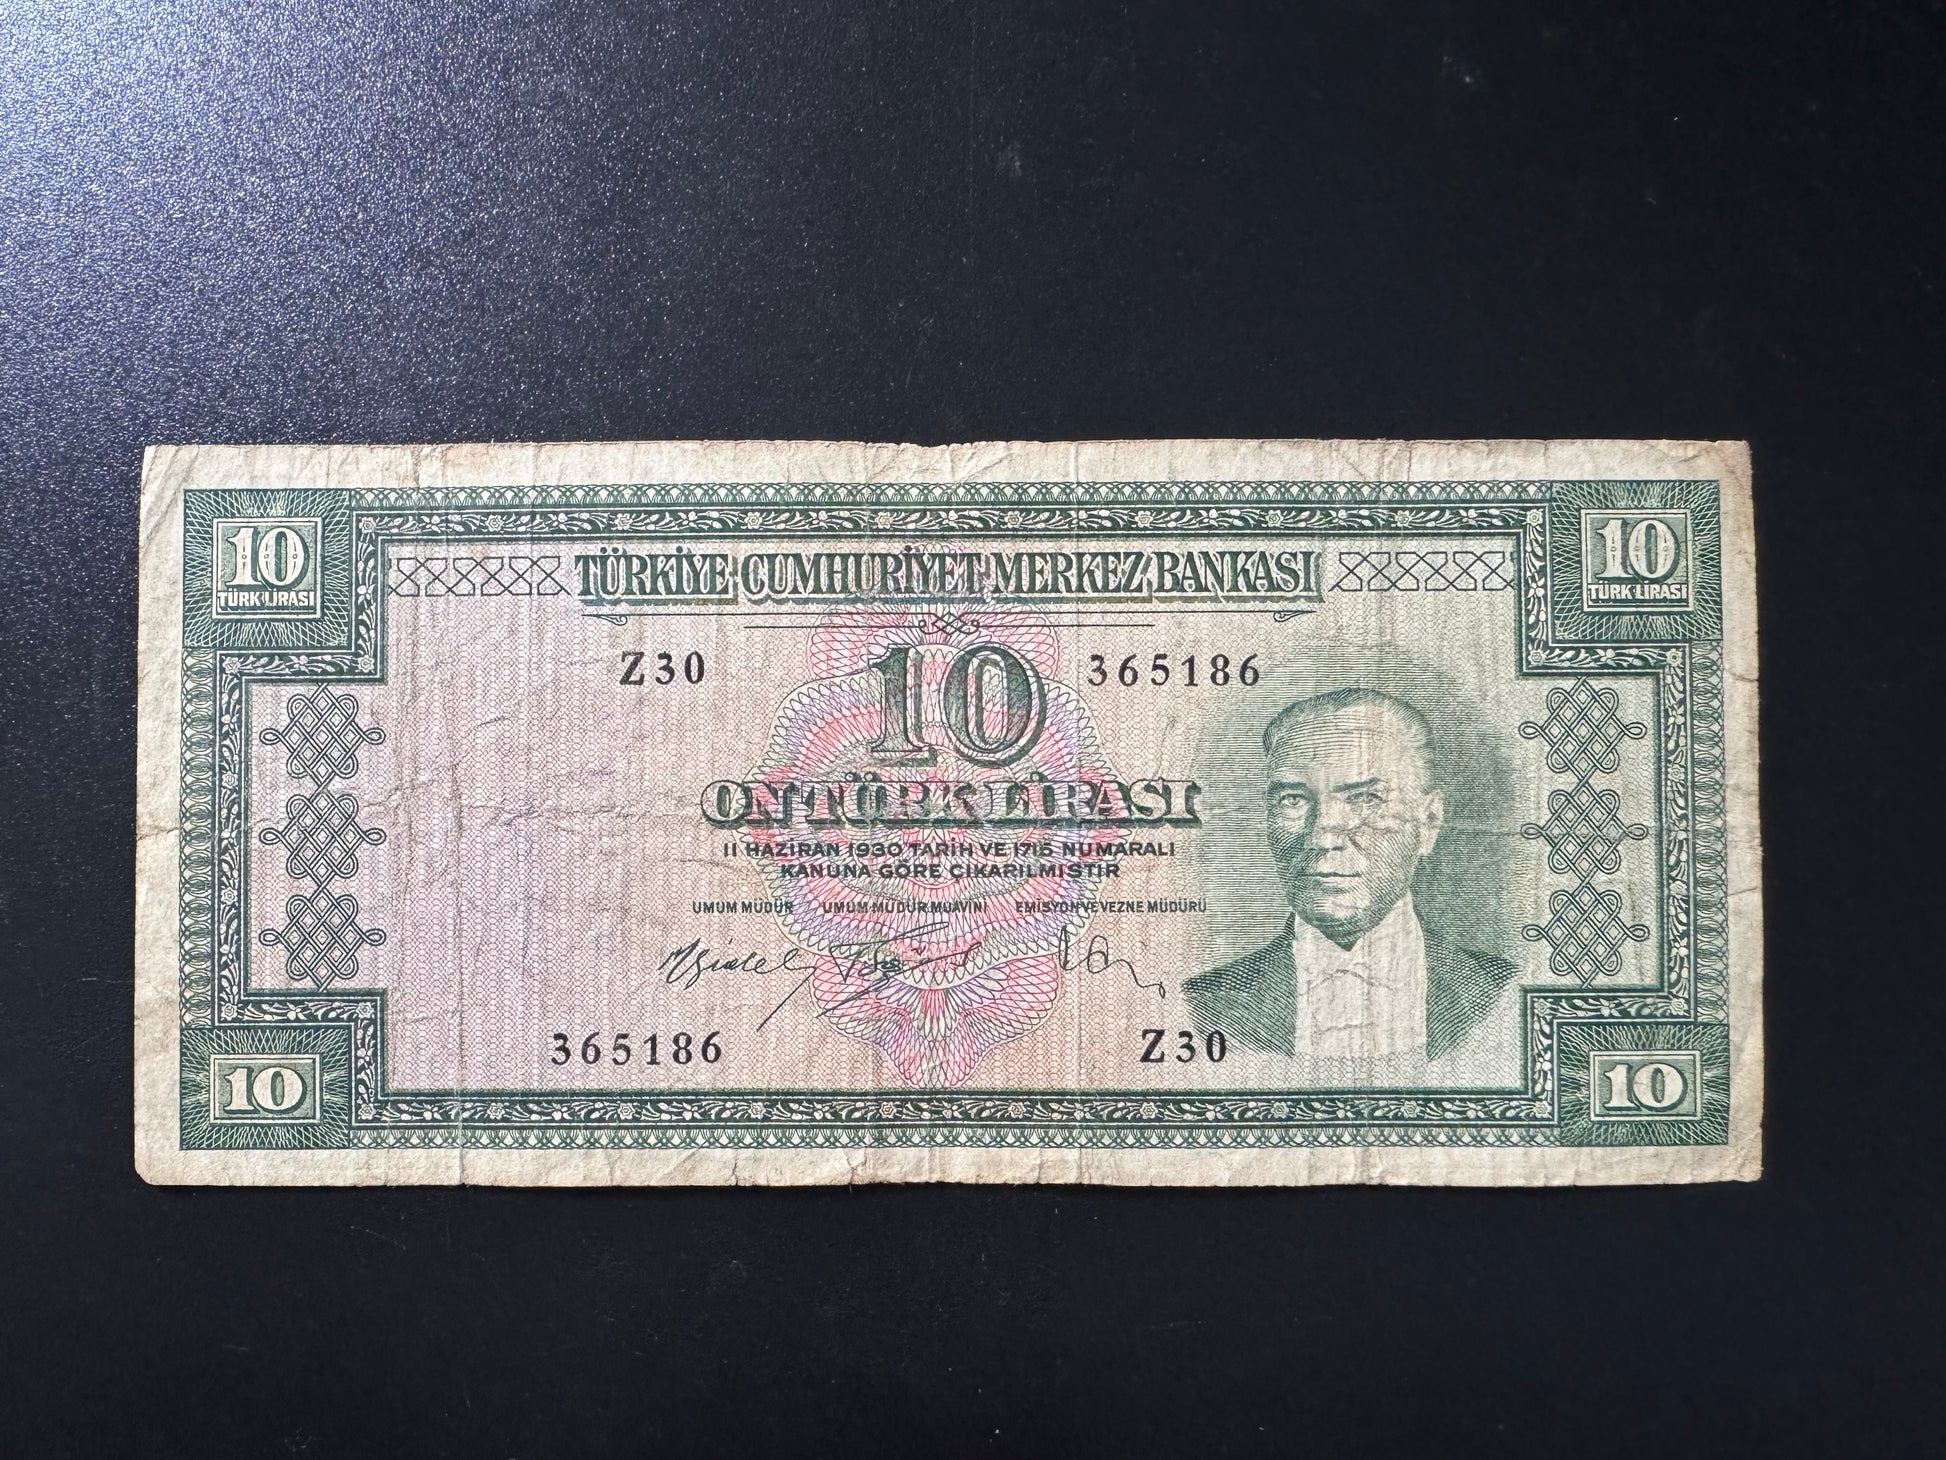 10 TÜRK LİRASI
10 TÜRK LİRASI
TÜRKİYE CUMHURİYET MERKEZ BANKASI
Z30 365186
10
ON TÜRK LİRASI
11 HAZİRAN 1930 TARİH VE 1715 NUMARALI
KANUNA GÖRE ÇIKARILMIŞTIR
UMUM MÜDÜR UMUM MÜDÜR MUAVİNİ EMİSYON VE VEZNE MÜDÜRÜ
365186 Z30
10 10